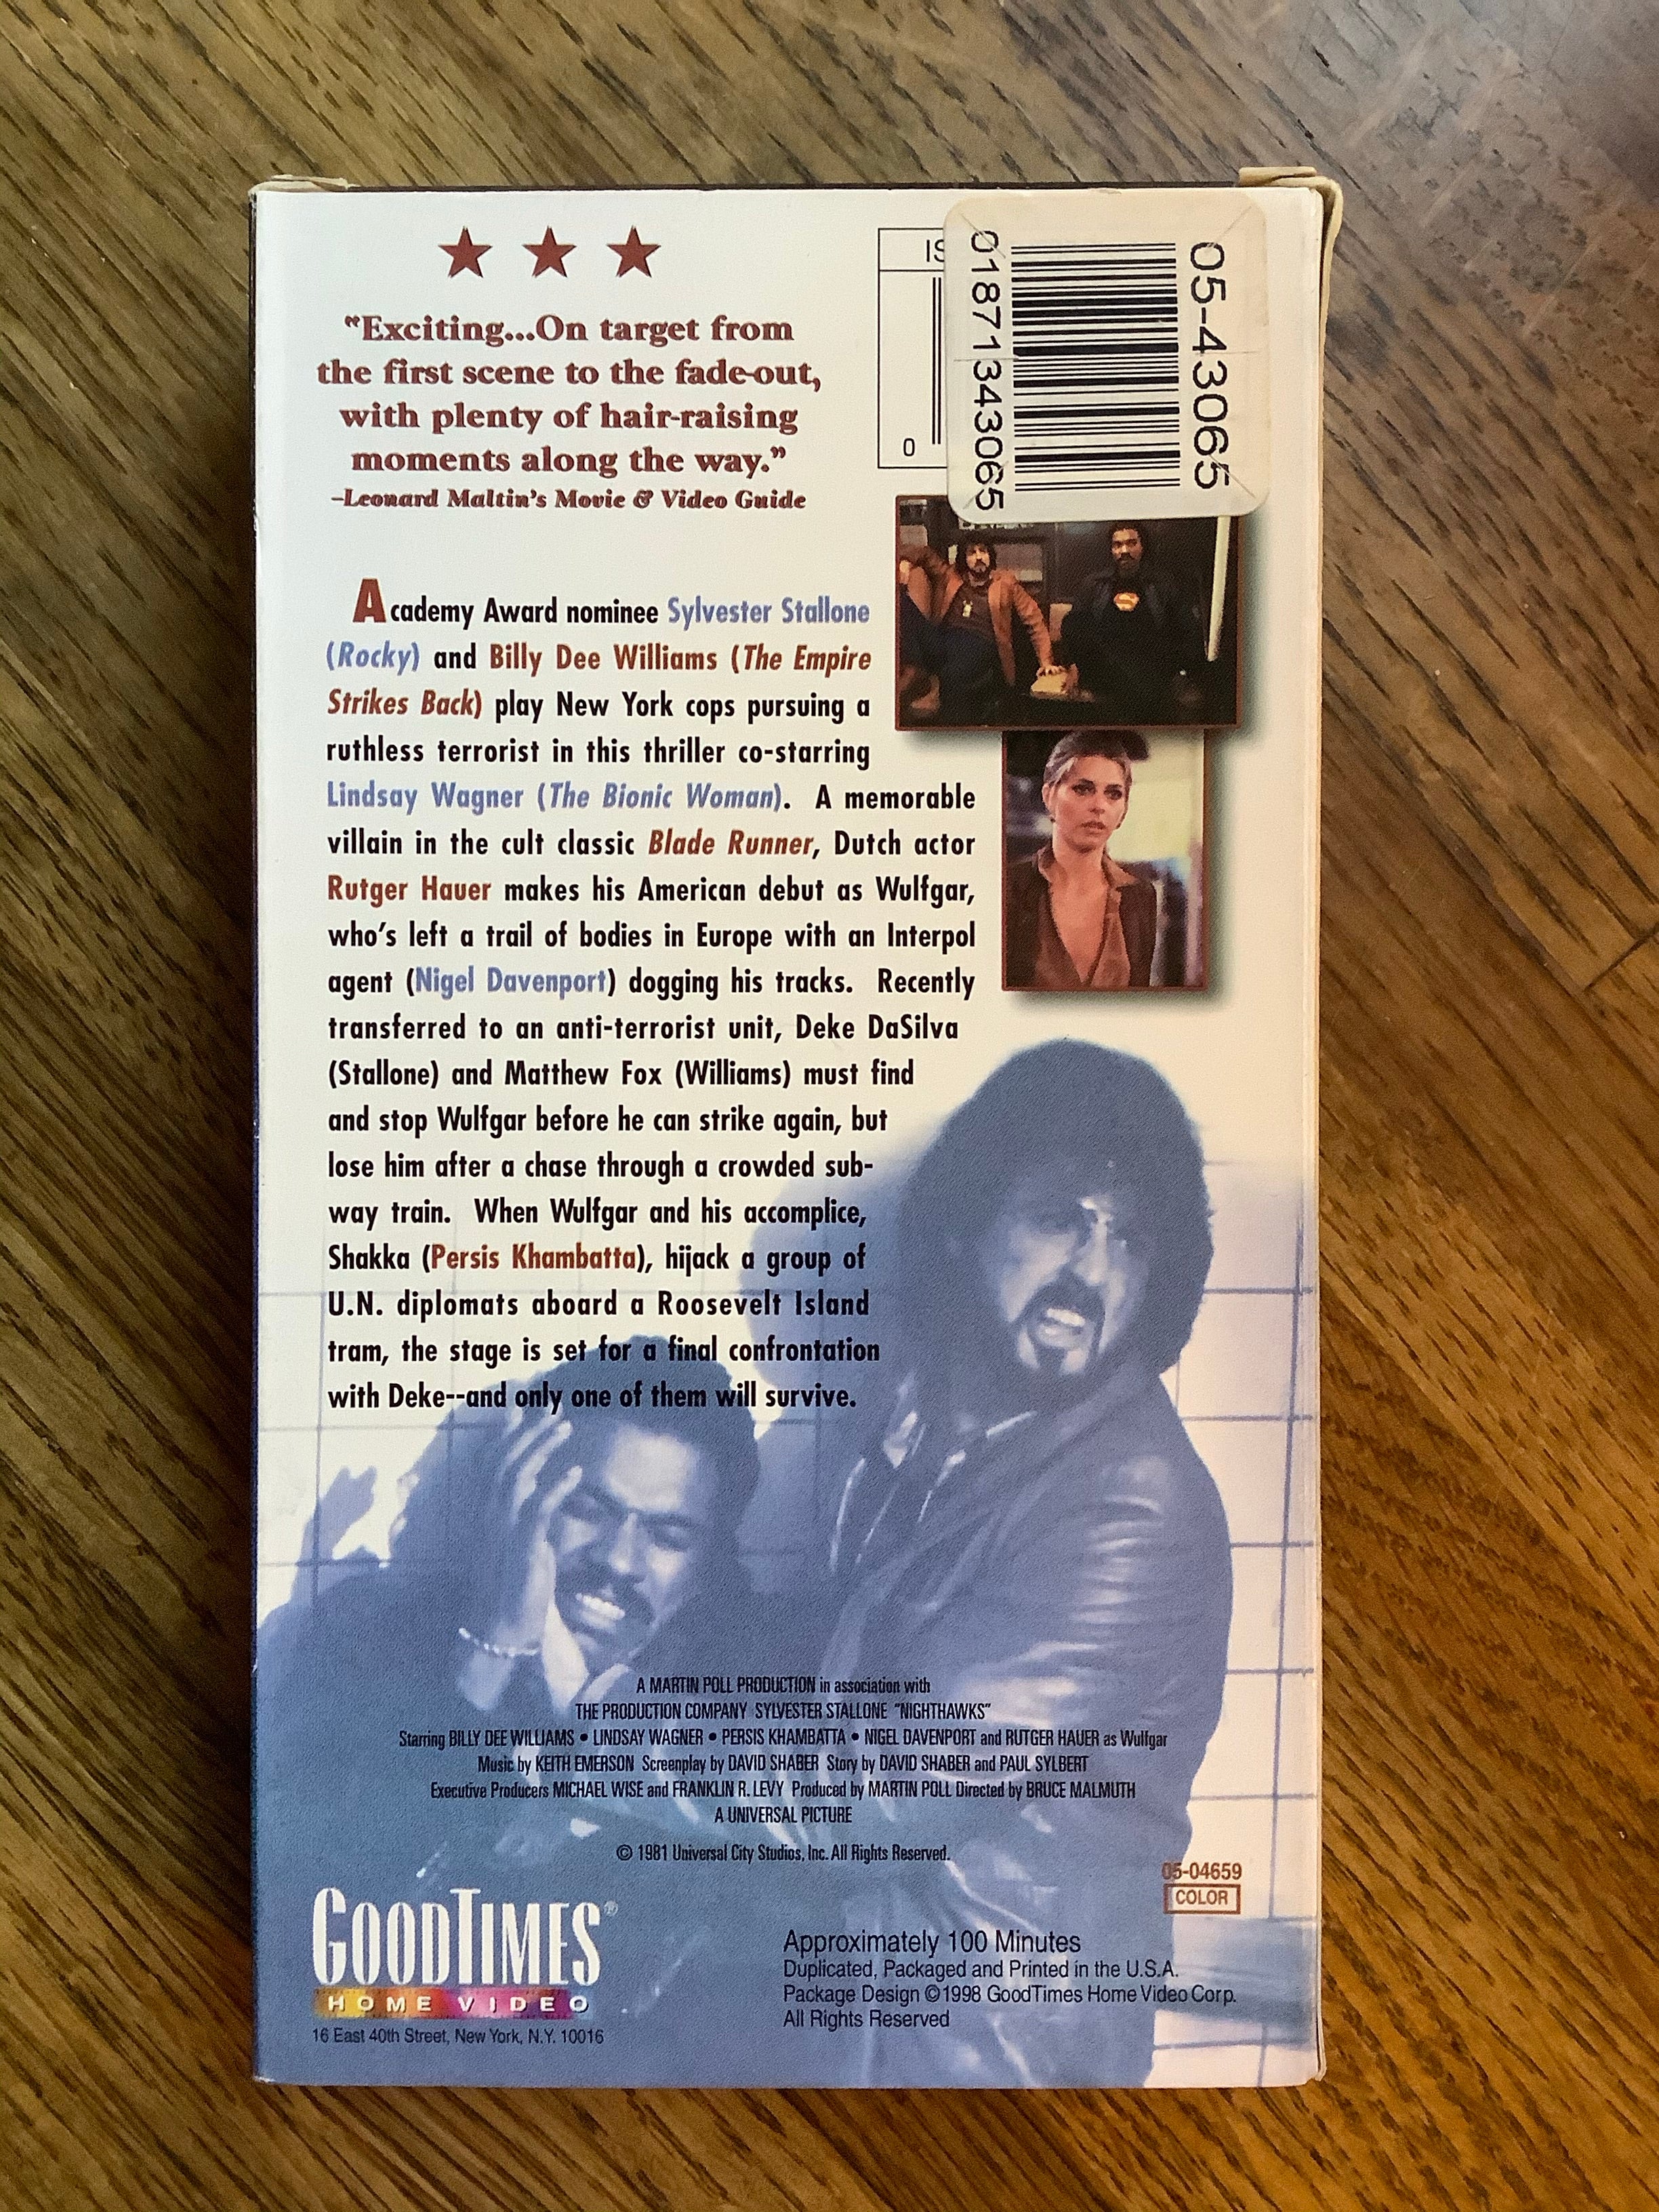 "Exciting...On target from
the first scene to the fade-out,
with plenty of hair-raising
moments along the way."
–Leonard Maltin's Movie & Video Guide
IS
0
01871343065
05-43065
Academy Award nominee Sylvester Stallone
(Rocky) and Billy Dee Williams (The Empire
Strikes Back) play New York cops pursuing a
ruthless terrorist in this thriller co-starring
Lindsay Wagner (The Bionic Woman). A memorable
villain in the cult classic Blade Runner, Dutch actor
Rutger Hauer makes his American debut as Wulfgar,
who's left a trail of bodies in Europe with an Interpol
agent (Nigel Davenport) dogging his tracks. Recently
transferred to an anti-terrorist unit, Deke DaSilva
(Stallone) and Matthew Fox (Williams) must find
and stop Wulfgar before he can strike again, but
lose him after a chase through a crowded sub-
way train. When Wulfgar and his accomplice,
Shakka (Persis Khambatta), hijack a group of
U.N. diplomats aboard a Roosevelt Island
tram, the stage is set for a final confrontation
with Deke--and only one of them will survive.
A MARTIN POLL PRODUCTION in association with
THE PRODUCTION COMPANY SYLVESTER STALLONE "NIGHTHAWKS"
Starring BILLY DEE WILLIAMS • LINDSAY WAGNER • PERSIS KHAMBATTA • NIGEL DAVENPORT and RUTGER HAUER as Wulfgar
Music by KEITH EMERSON Screenplay by DAVID SHABER Story by DAVID SHABER and PAUL SYLBERT
Executive Producers MICHAEL WISE and FRANKLIN R. LEVY Produced by MARTIN POLL Directed by BRUCE MALMUTH
A UNIVERSAL PICTURE
© 1981 Universal City Studios, Inc. All Rights Reserved.
05-04659
COLOR
GOODTIMES®
HOME VIDEO
16 East 40th Street, New York, N.Y. 10016
Approximately 100 Minutes
Duplicated, Packaged and Printed in the U.S.A.
Package Design ©1998 GoodTimes Home Video Corp.
All Rights Reserved